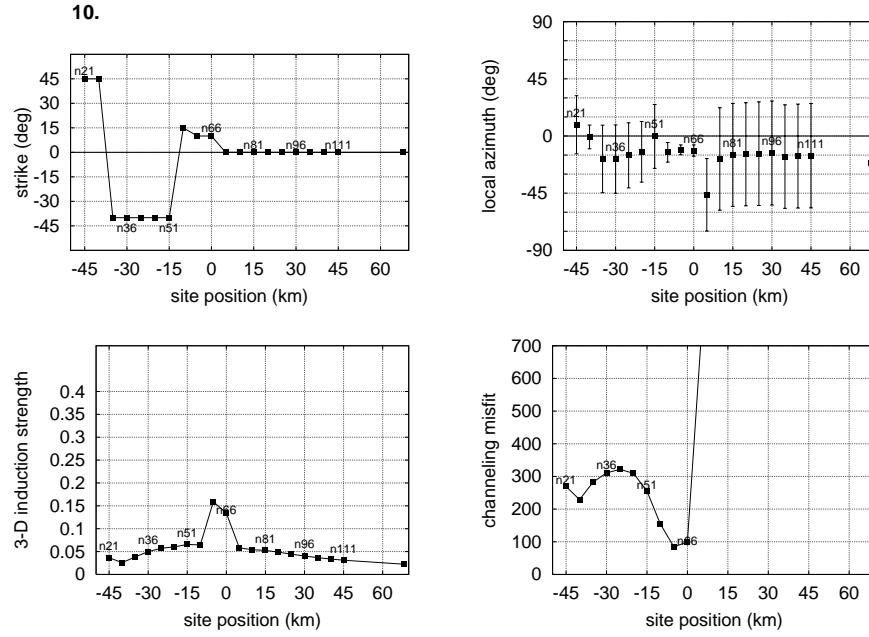 10.
45
30
15
0
-15
-30
-45
strike (deg)
n21
n36
n51
n66
n81
n96
n111
-45 -30 -15 0 15 30 45 60
site position (km)
90
45
0
-45
-90
local azimuth (deg)
n21
n36
n51
n66
n81
n96
n111
-45 -30 -15 0 15 30 45 60
site position (km)
0.4
0.35
0.3
0.25
0.2
0.15
0.1
0.05
0
3-D induction strength
n21
n36
n51
n66
n81
n96
n111
-45 -30 -15 0 15 30 45 60
site position (km)
700
600
500
400
300
200
100
0
channeling misfit
n21
n36
n51
n66
-45 -30 -15 0 15 30 45 60
site position (km)